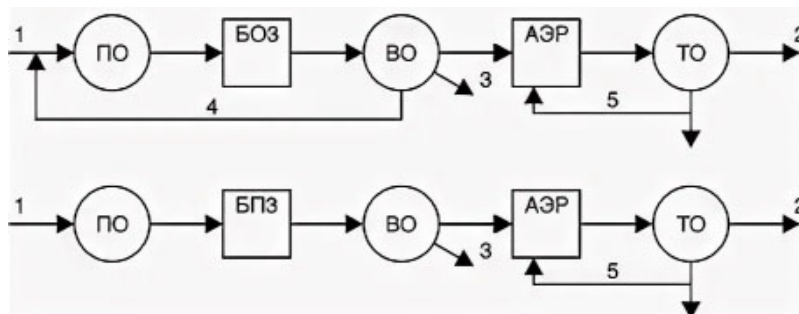 1 ПО БОЗ ВО 3 АЭР ТО 2
4 5
1 ПО БПЗ ВО 3 АЭР ТО 2
5